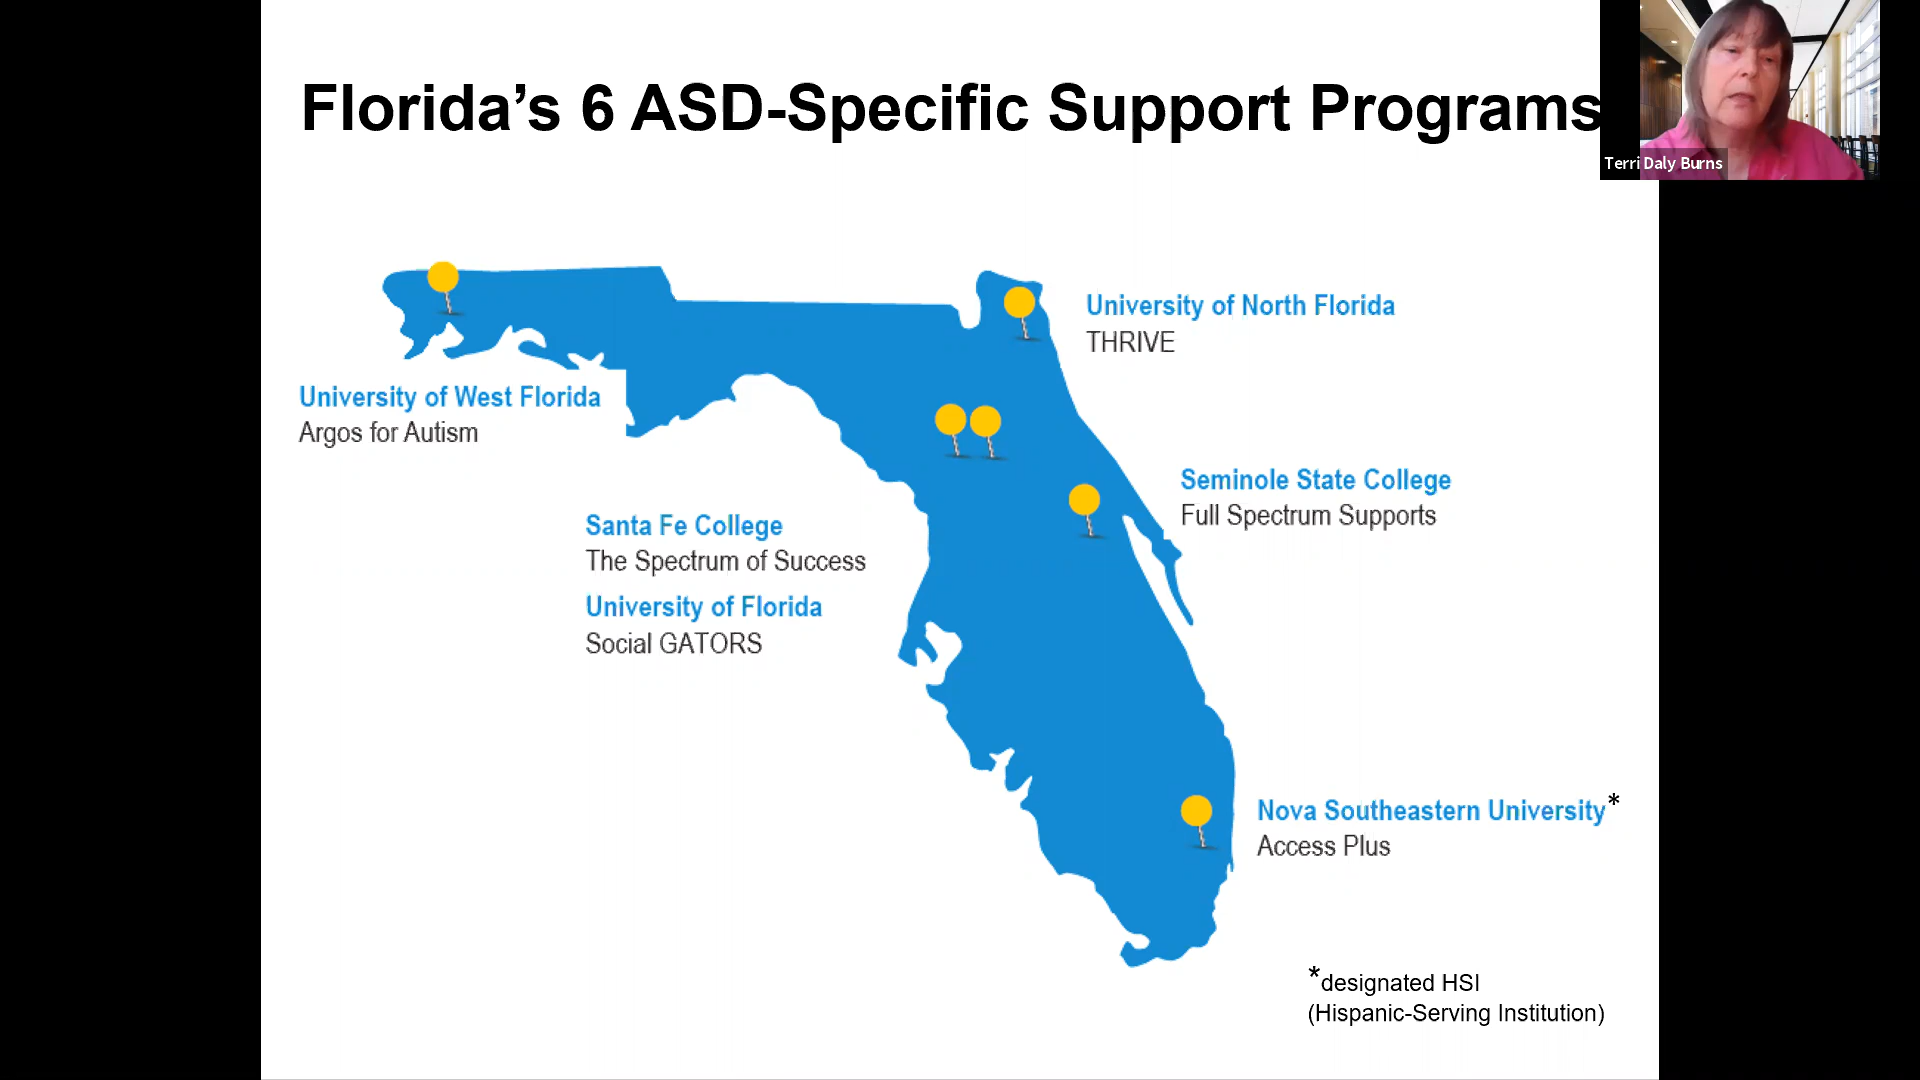 Florida’s 6 ASD-Specific Support Programs
Terri Daly Burns
University of North Florida
THRIVE
University of West Florida
Argos for Autism
Seminole State College
Full Spectrum Supports
Santa Fe College
The Spectrum of Success
University of Florida
Social GATORS
Nova Southeastern University*
Access Plus
*designated HSI
(Hispanic-Serving Institution)